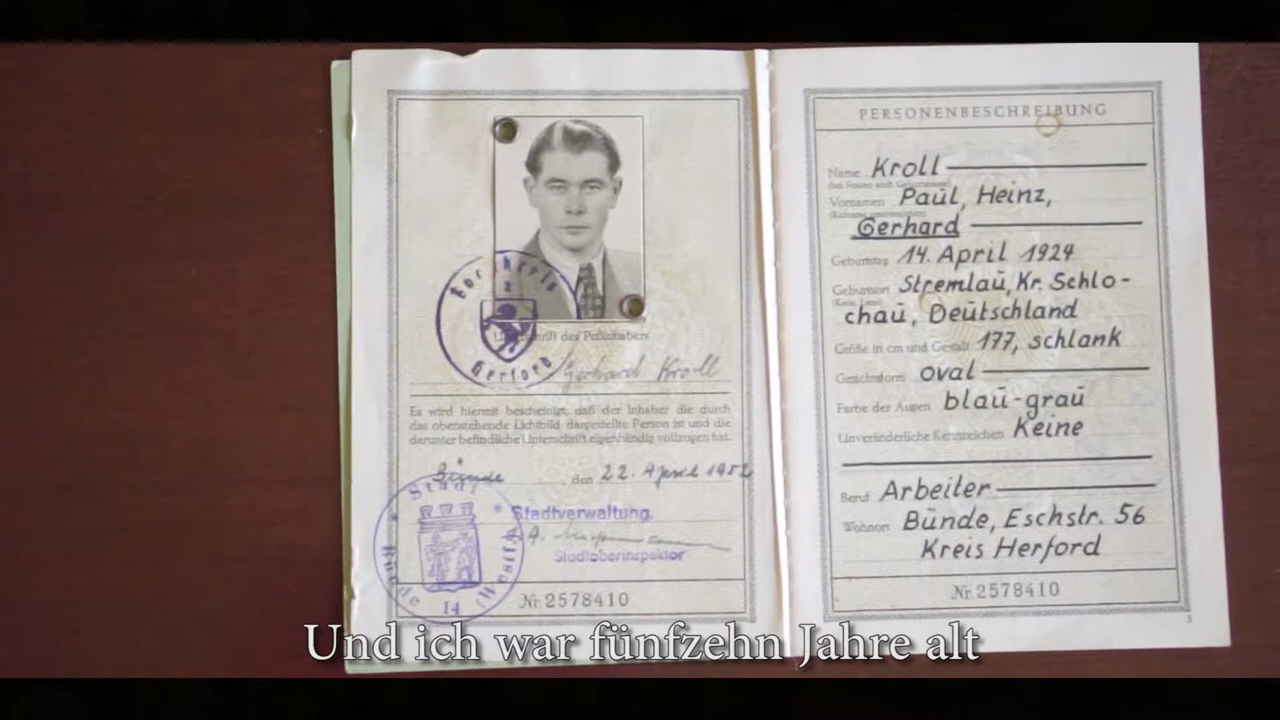 Unterschrift des Paßinhabers
Gerhard Kroll
Es wird hiermit bescheinigt, daß der Inhaber die durch
das obenstehende Lichtbild dargestellte Person ist und die
darunter befindliche Unterschrift eigenhändig vollzogen hat.
Bünde, den 22. April 1952
Stadtverwaltung
Stadtoberinspektor
Herford
2
Stadt Bünde (Westf.)
14
Nr. 2578410
PERSONENBESCHREIBUNG
Name Kroll
Vornamen Paul, Heinz,
Gerhard
Geburtstag 14. April 1924
Geburtsort Stremlau, Kr. Schlo-
chau, Deutschland
Größe in cm und Gestalt 177, schlank
Gesichtsform oval
Farbe der Augen blau-grau
Unveränderliche Kennzeichen Keine
Beruf Arbeiter
Wohnort Bünde, Eschstr. 56
Kreis Herford
Nr. 2578410
3
Und ich war fünfzehn Jahre alt